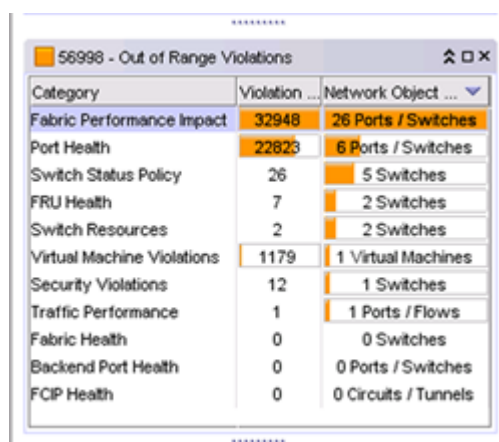 56998 - Out of Range Violations
Category Violation ... Network Object ...
Fabric Performance Impact 32948 26 Ports / Switches
Port Health 22823 6 Ports / Switches
Switch Status Policy 26 5 Switches
FRU Health 7 2 Switches
Switch Resources 2 2 Switches
Virtual Machine Violations 1179 1 Virtual Machines
Security Violations 12 1 Switches
Traffic Performance 1 1 Ports / Flows
Fabric Health 0 0 Switches
Backend Port Health 0 0 Ports / Switches
FCIP Health 0 0 Circuits / Tunnels